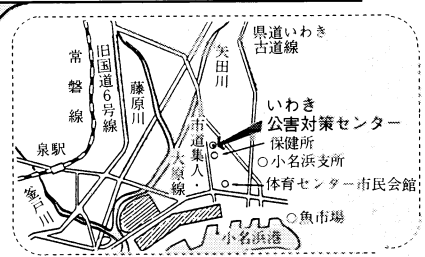 常磐線
旧国道6号線
藤原川
矢田川
県道いわき
古道線
いわき
公害対策センター
保健所
小名浜支所
体育センター市民会館
魚市場
小名浜港
市道集人・
大原線
泉駅
釜戸川